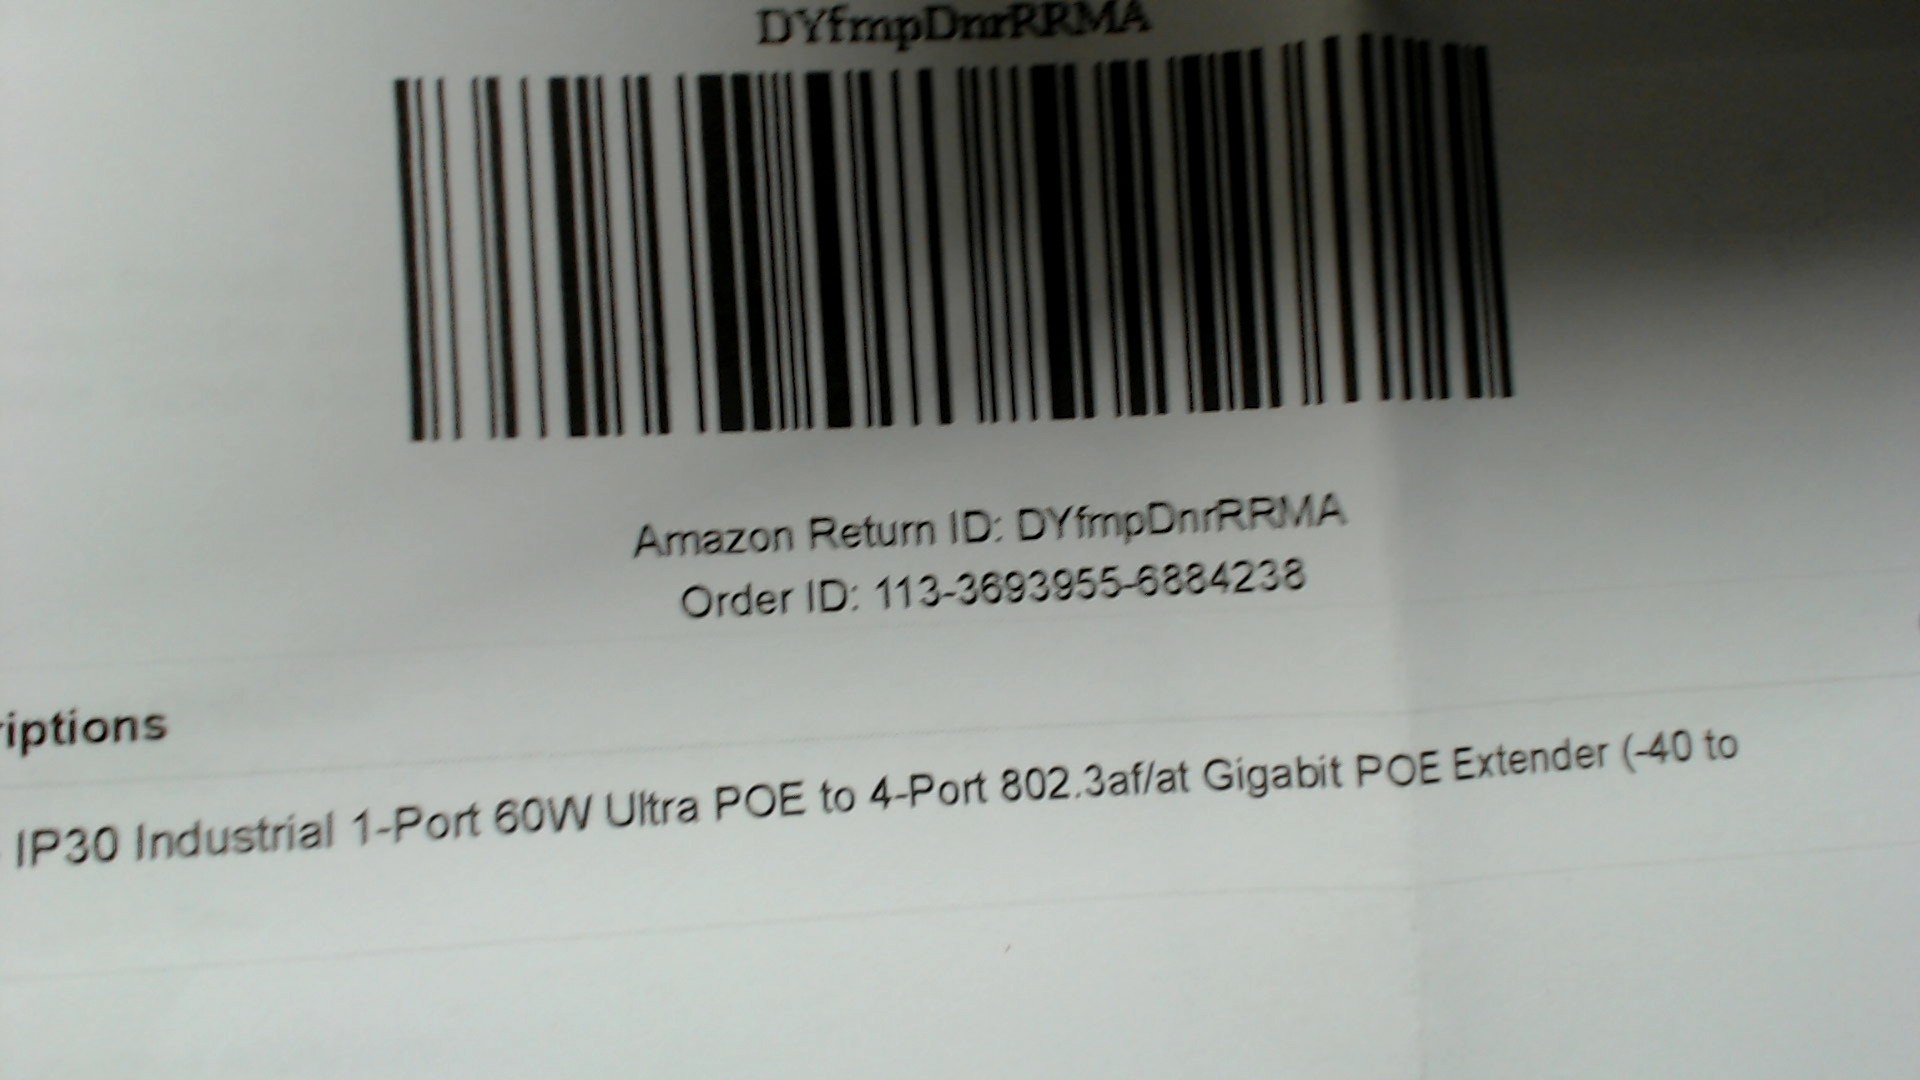 DYfmpDnrRRMA
Amazon Return ID: DYfmpDnrRRMA
Order ID: 113-3693955-6884238
riptions
IP30 Industrial 1-Port 60W Ultra POE to 4-Port 802.3af/at Gigabit POE Extender (-40 to